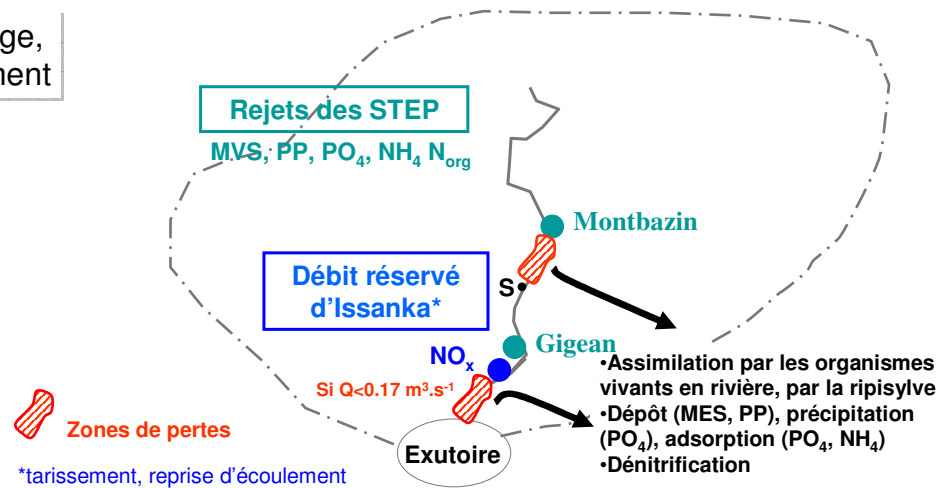 ge,
ment
Rejets des STEP
MVS, PP, PO₄, NH₄ N_org
Montbazin
Débit réservé
d'Issanka*
S
Gigean
NOₓ
Si Q<0.17 m³.s⁻¹
•Assimilation par les organismes
vivants en rivière, par la ripisylve
•Dépôt (MES, PP), précipitation
(PO₄), adsorption (PO₄, NH₄)
•Dénitrification
Zones de pertes
Exutoire
*tarissement, reprise d'écoulement